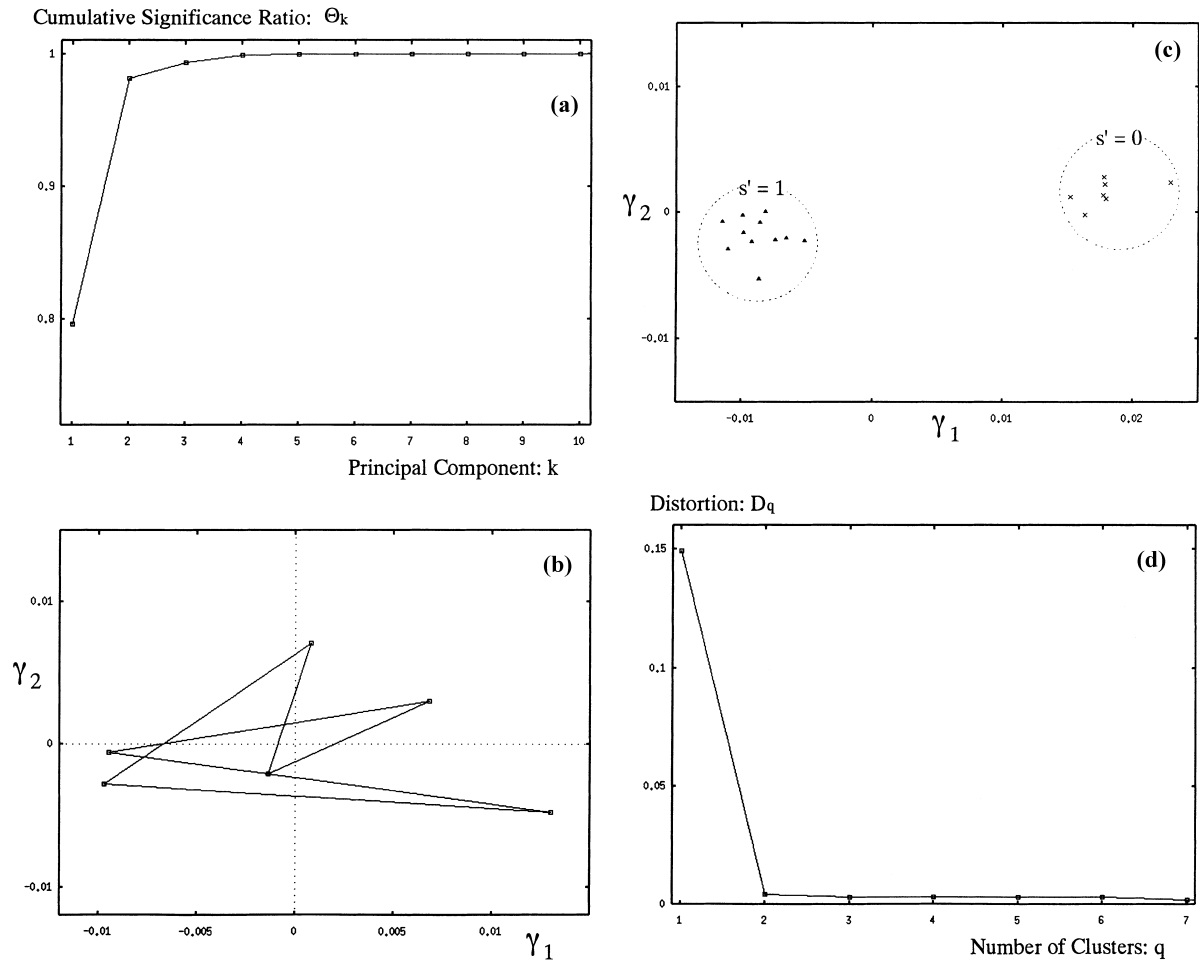 Cumulative Significance Ratio: Θk
1
0.9
0.8
(a)
1 2 3 4 5 6 7 8 9 10
Principal Component: k
(c)
0.01
0
-0.01
γ2
s' = 1
s' = 0
-0.01 0 0.01 0.02
γ1
(b)
0.01
0
-0.01
γ2
-0.01 -0.005 0 0.005 0.01
γ1
Distortion: Dq
(d)
0.15
0.1
0.05
0
1 2 3 4 5 6 7
Number of Clusters: q